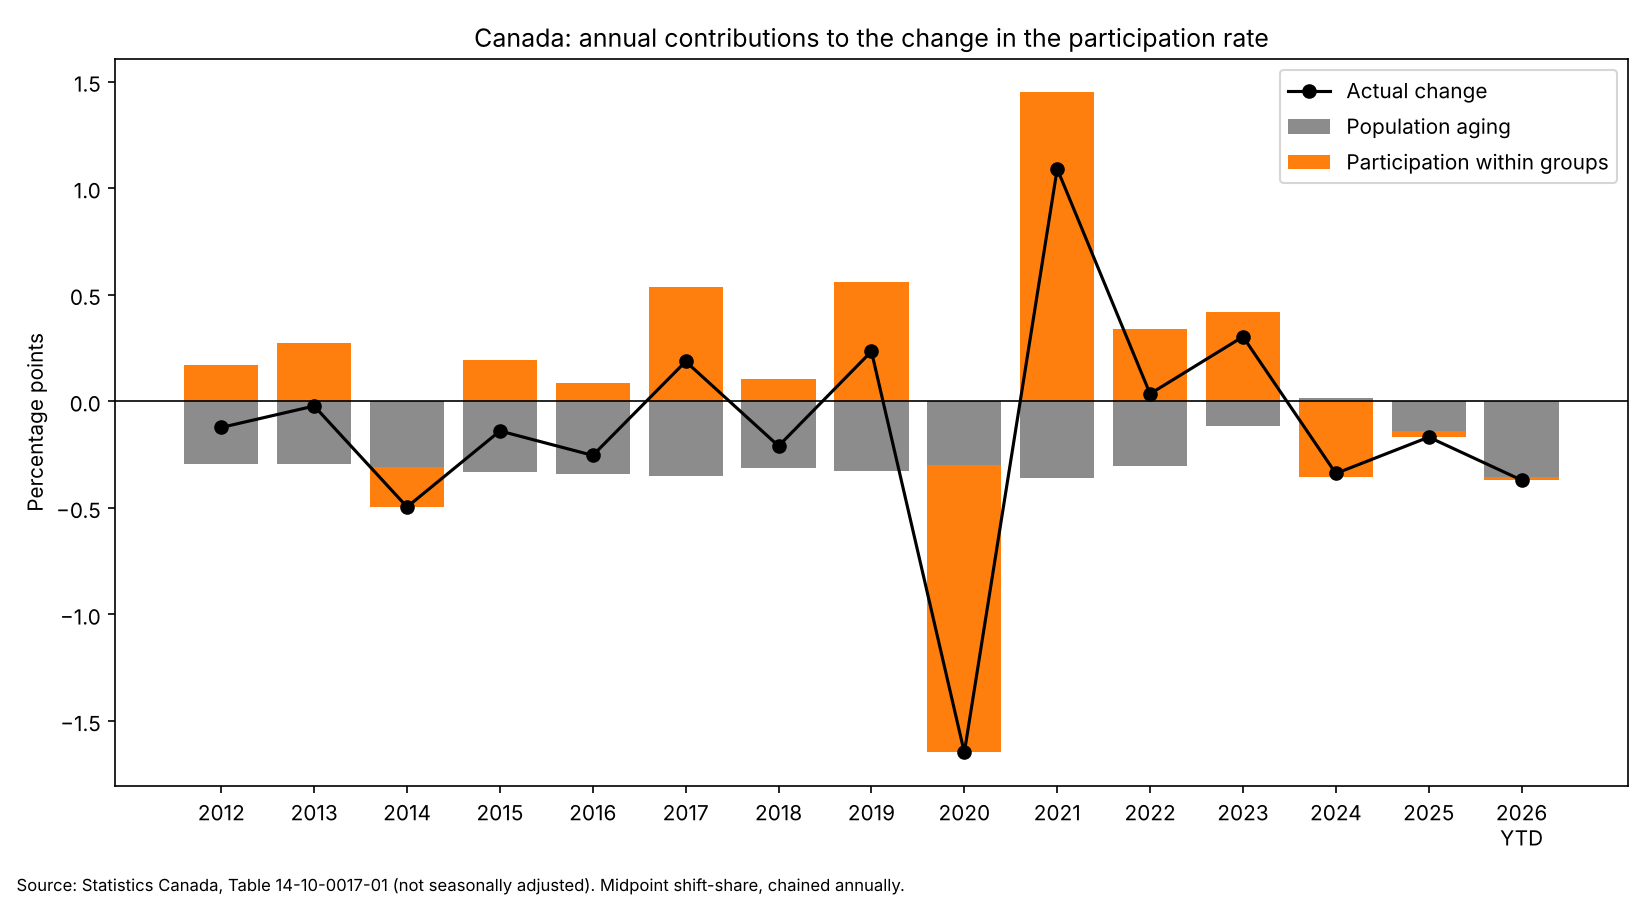 Canada: annual contributions to the change in the participation rate
Actual change
Population aging
Participation within groups
Percentage points
1.5
1.0
0.5
0.0
−0.5
−1.0
−1.5
2012 2013 2014 2015 2016 2017 2018 2019 2020 2021 2022 2023 2024 2025 2026
YTD
Source: Statistics Canada, Table 14-10-0017-01 (not seasonally adjusted). Midpoint shift-share, chained annually.